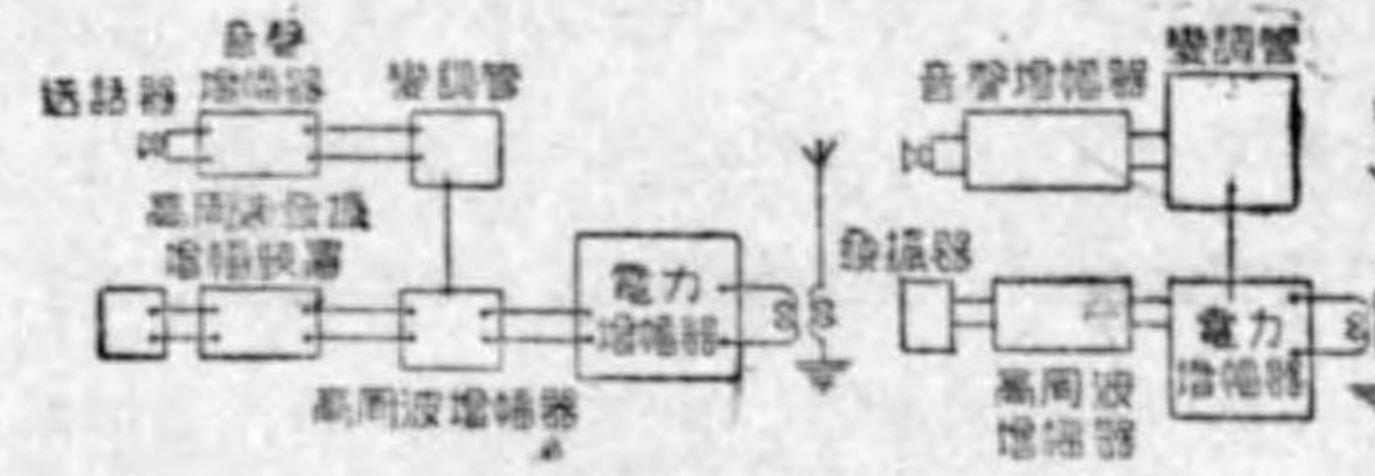 音聲
送話器 增幅器 變調管
高周波
增幅裝置
電力
增幅器
高周波增幅器
變調管
音聲增幅器
發振器
電力
增幅器
高周波
增幅器